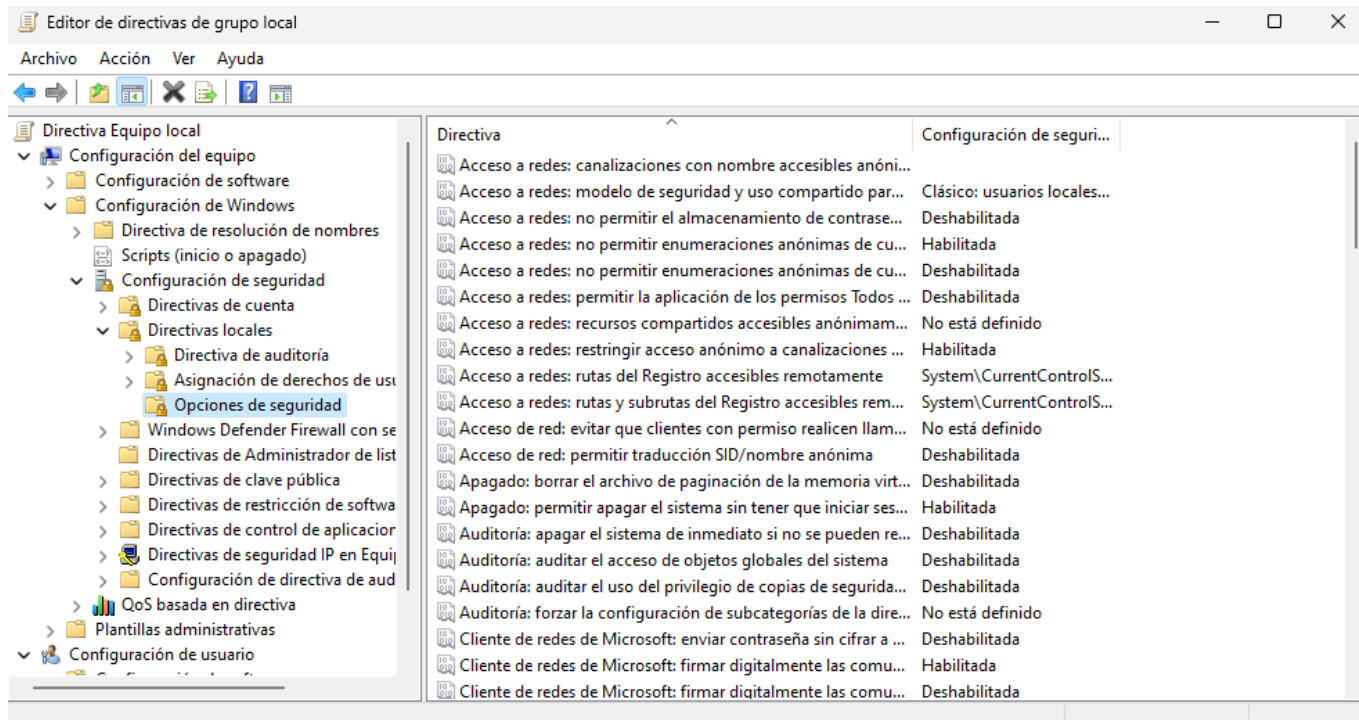 Editor de directivas de grupo local
Archivo Acción Ver Ayuda
Directiva Equipo local
Configuración del equipo
Configuración de software
Configuración de Windows
Directiva de resolución de nombres
Scripts (inicio o apagado)
Configuración de seguridad
Directivas de cuenta
Directivas locales
Directiva de auditoría
Asignación de derechos de usu
Opciones de seguridad
Windows Defender Firewall con se
Directivas de Administrador de list
Directivas de clave pública
Directivas de restricción de softwa
Directivas de control de aplicacion
Directivas de seguridad IP en Equip
Configuración de directiva de aud
QoS basada en directiva
Plantillas administrativas
Configuración de usuario
Directiva Configuración de seguri...
Acceso a redes: canalizaciones con nombre accesibles anóni...
Acceso a redes: modelo de seguridad y uso compartido par... Clásico: usuarios locales...
Acceso a redes: no permitir el almacenamiento de contrase... Deshabilitada
Acceso a redes: no permitir enumeraciones anónimas de cu... Habilitada
Acceso a redes: no permitir enumeraciones anónimas de cu... Deshabilitada
Acceso a redes: permitir la aplicación de los permisos Todos ... Deshabilitada
Acceso a redes: recursos compartidos accesibles anónimam... No está definido
Acceso a redes: restringir acceso anónimo a canalizaciones ... Habilitada
Acceso a redes: rutas del Registro accesibles remotamente System\CurrentControlS...
Acceso a redes: rutas y subrutas del Registro accesibles rem... System\CurrentControlS...
Acceso de red: evitar que clientes con permiso realicen llam... No está definido
Acceso de red: permitir traducción SID/nombre anónima Deshabilitada
Apagado: borrar el archivo de paginación de la memoria virt... Deshabilitada
Apagado: permitir apagar el sistema sin tener que iniciar ses... Habilitada
Auditoría: apagar el sistema de inmediato si no se pueden re... Deshabilitada
Auditoría: auditar el acceso de objetos globales del sistema Deshabilitada
Auditoría: auditar el uso del privilegio de copias de segurida... Deshabilitada
Auditoría: forzar la configuración de subcategorías de la dire... No está definido
Cliente de redes de Microsoft: enviar contraseña sin cifrar a ... Deshabilitada
Cliente de redes de Microsoft: firmar digitalmente las comu... Habilitada
Cliente de redes de Microsoft: firmar digitalmente las comu... Deshabilitada